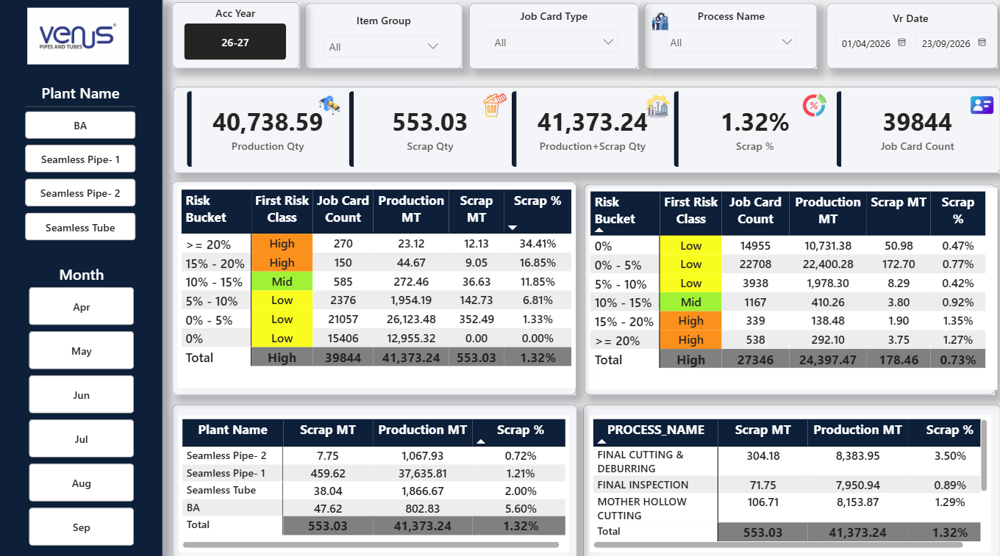 venus®
PIPES AND TUBES
Plant Name
BA
Seamless Pipe- 1
Seamless Pipe- 2
Seamless Tube
Month
Apr
May
Jun
Jul
Aug
Sep
Acc Year
26-27
Item Group
All
Job Card Type
All
Process Name
All
Vr Date
01/04/2026 23/09/2026
40,738.59
Production Qty
553.03
Scrap Qty
41,373.24
Production+Scrap Qty
1.32%
Scrap %
39844
Job Card Count
Risk Bucket First Risk Class Job Card Count Production MT Scrap MT Scrap %
>= 20% High 270 23.12 12.13 34.41%
15% - 20% High 150 44.67 9.05 16.85%
10% - 15% Mid 585 272.46 36.63 11.85%
5% - 10% Low 2376 1,954.19 142.73 6.81%
0% - 5% Low 21057 26,123.48 352.49 1.33%
0% Low 15406 12,955.32 0.00 0.00%
Total High 39844 41,373.24 553.03 1.32%
Risk Bucket First Risk Class Job Card Count Production MT Scrap MT Scrap %
0% Low 14955 10,731.38 50.98 0.47%
0% - 5% Low 22708 22,400.28 172.70 0.77%
5% - 10% Low 3938 1,978.30 8.29 0.42%
10% - 15% Mid 1167 410.26 3.80 0.92%
15% - 20% High 339 138.48 1.90 1.35%
>= 20% High 538 292.10 3.75 1.27%
Total High 27346 24,397.47 178.46 0.73%
Plant Name Scrap MT Production MT Scrap %
Seamless Pipe- 2 7.75 1,067.93 0.72%
Seamless Pipe- 1 459.62 37,635.81 1.21%
Seamless Tube 38.04 1,866.67 2.00%
BA 47.62 802.83 5.60%
Total 553.03 41,373.24 1.32%
PROCESS_NAME Scrap MT Production MT Scrap %
FINAL CUTTING & DEBURRING 304.18 8,383.95 3.50%
FINAL INSPECTION 71.75 7,950.94 0.89%
MOTHER HOLLOW CUTTING 106.71 8,153.87 1.29%
Total 553.03 41,373.24 1.32%